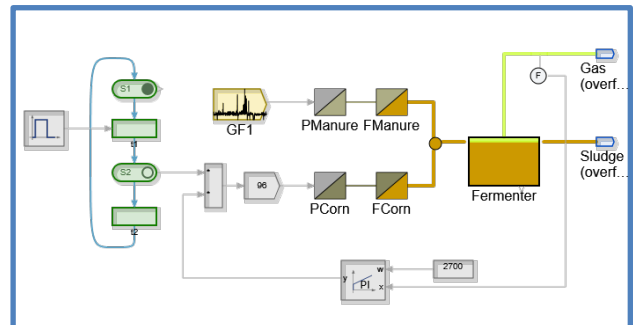 S1
t1
S2
t2
GF1
PManure
FManure
F
Gas
(overf...
Sludge
(overf...
Fermenter
+
+
96
PCorn
FCorn
y
PI
w
x
2700